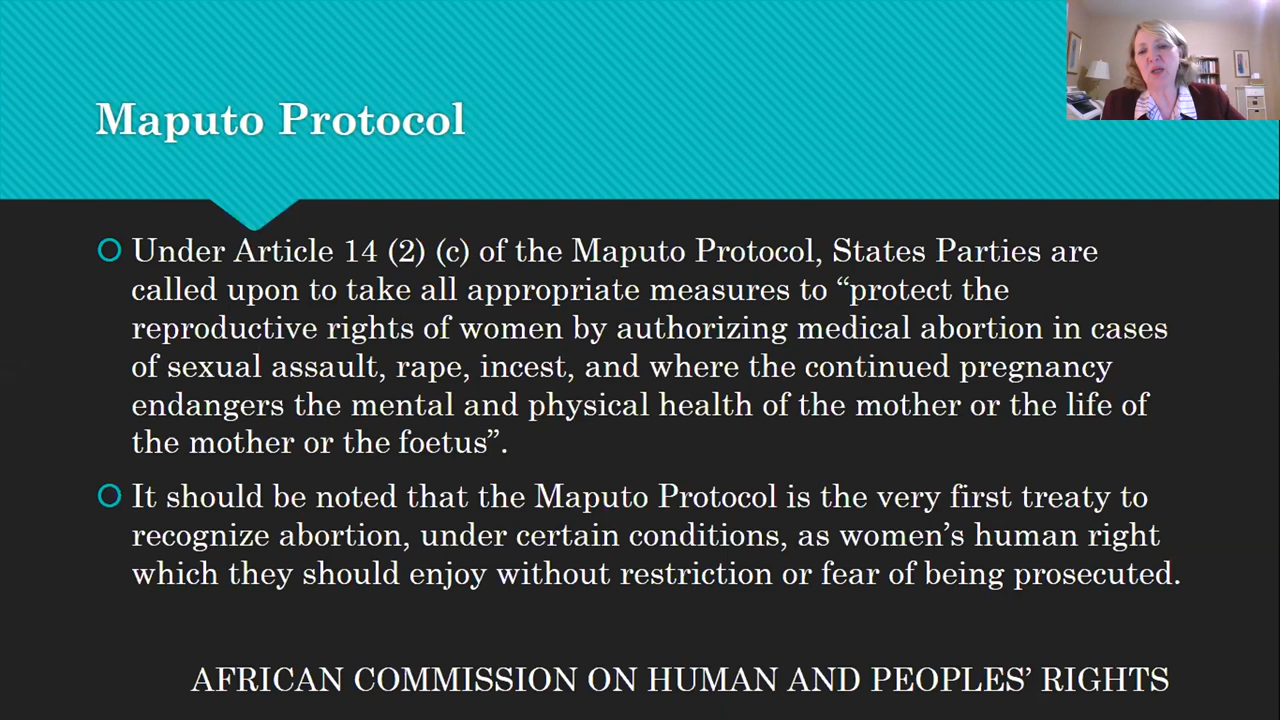 Maputo Protocol
Under Article 14 (2) (c) of the Maputo Protocol, States Parties are
called upon to take all appropriate measures to “protect the
reproductive rights of women by authorizing medical abortion in cases
of sexual assault, rape, incest, and where the continued pregnancy
endangers the mental and physical health of the mother or the life of
the mother or the foetus”.
It should be noted that the Maputo Protocol is the very first treaty to
recognize abortion, under certain conditions, as women’s human right
which they should enjoy without restriction or fear of being prosecuted.
AFRICAN COMMISSION ON HUMAN AND PEOPLES’ RIGHTS